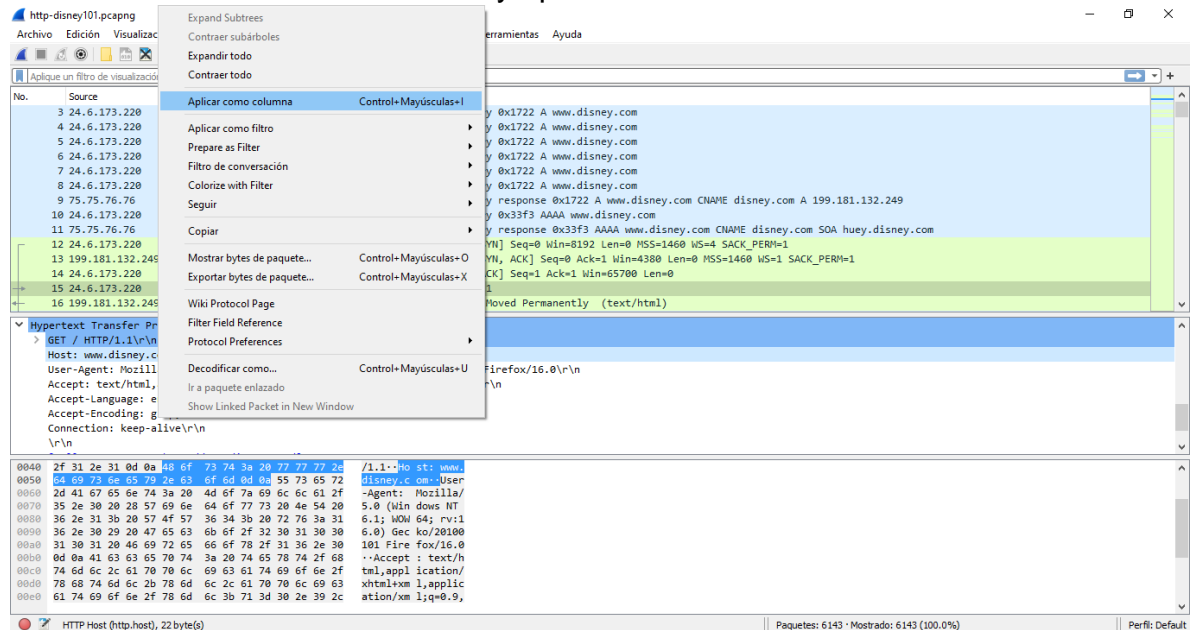 http-disney101.pcapng
Archivo Edición Visualizac
erramientas Ayuda
Aplique un filtro de visualización
No. Source
3 24.6.173.220 y 0x1722 A www.disney.com
4 24.6.173.220 y 0x1722 A www.disney.com
5 24.6.173.220 y 0x1722 A www.disney.com
6 24.6.173.220 y 0x1722 A www.disney.com
7 24.6.173.220 y 0x1722 A www.disney.com
8 24.6.173.220 y 0x1722 A www.disney.com
9 75.75.76.76 y response 0x1722 A www.disney.com CNAME disney.com A 199.181.132.249
10 24.6.173.220 y 0x33f3 AAAA www.disney.com
11 75.75.76.76 y response 0x33f3 AAAA www.disney.com CNAME disney.com SOA huey.disney.com
12 24.6.173.220 YN] Seq=0 Win=8192 Len=0 MSS=1460 WS=4 SACK_PERM=1
13 199.181.132.249 YN, ACK] Seq=0 Ack=1 Win=4380 Len=0 MSS=1460 WS=1 SACK_PERM=1
14 24.6.173.220 CK] Seq=1 Ack=1 Win=65700 Len=0
15 24.6.173.220 1
16 199.181.132.249 Moved Permanently (text/html)
Expand Subtrees
Contraer subárboles
Expandir todo
Contraer todo
Aplicar como columna Control+Mayúsculas+I
Aplicar como filtro
Prepare as Filter
Filtro de conversación
Colorize with Filter
Seguir
Copiar
Mostrar bytes de paquete... Control+Mayúsculas+O
Exportar bytes de paquete... Control+Mayúsculas+X
Wiki Protocol Page
Filter Field Reference
Protocol Preferences
Decodificar como... Control+Mayúsculas+U
Ir a paquete enlazado
Show Linked Packet in New Window
Hypertext Transfer Pr
GET / HTTP/1.1\r\n
Host: www.disney.c
User-Agent: Mozill Firefox/16.0\r\n
Accept: text/html, r\n
Accept-Language: e
Accept-Encoding: g
Connection: keep-alive\r\n
\r\n
0040 2f 31 2e 31 0d 0a 48 6f 73 74 3a 20 77 77 77 2e /1.1··Ho st: www.
0050 64 69 73 6e 65 79 2e 63 6f 6d 0d 0a 55 73 65 72 disney.c om··User
0060 2d 41 67 65 6e 74 3a 20 4d 6f 7a 69 6c 6c 61 2f -Agent: Mozilla/
0070 35 2e 30 20 28 57 69 6e 64 6f 77 73 20 4e 54 20 5.0 (Win dows NT
0080 36 2e 31 3b 20 57 4f 57 36 34 3b 20 72 76 3a 31 6.1; WOW 64; rv:1
0090 36 2e 30 29 20 47 65 63 6b 6f 2f 32 30 31 30 30 6.0) Gec ko/20100
00a0 31 30 31 20 46 69 72 65 66 6f 78 2f 31 36 2e 30 101 Fire fox/16.0
00b0 0d 0a 41 63 63 65 70 74 3a 20 74 65 78 74 2f 68 ··Accept : text/h
00c0 74 6d 6c 2c 61 70 70 6c 69 63 61 74 69 6f 6e 2f tml,appl ication/
00d0 78 68 74 6d 6c 2b 78 6d 6c 2c 61 70 70 6c 69 63 xhtml+xm l,applic
00e0 61 74 69 6f 6e 2f 78 6d 6c 3b 71 3d 30 2e 39 2c ation/xm l;q=0.9,
HTTP Host (http.host), 22 byte(s) Paquetes: 6143 · Mostrado: 6143 (100.0%) Perfil: Default